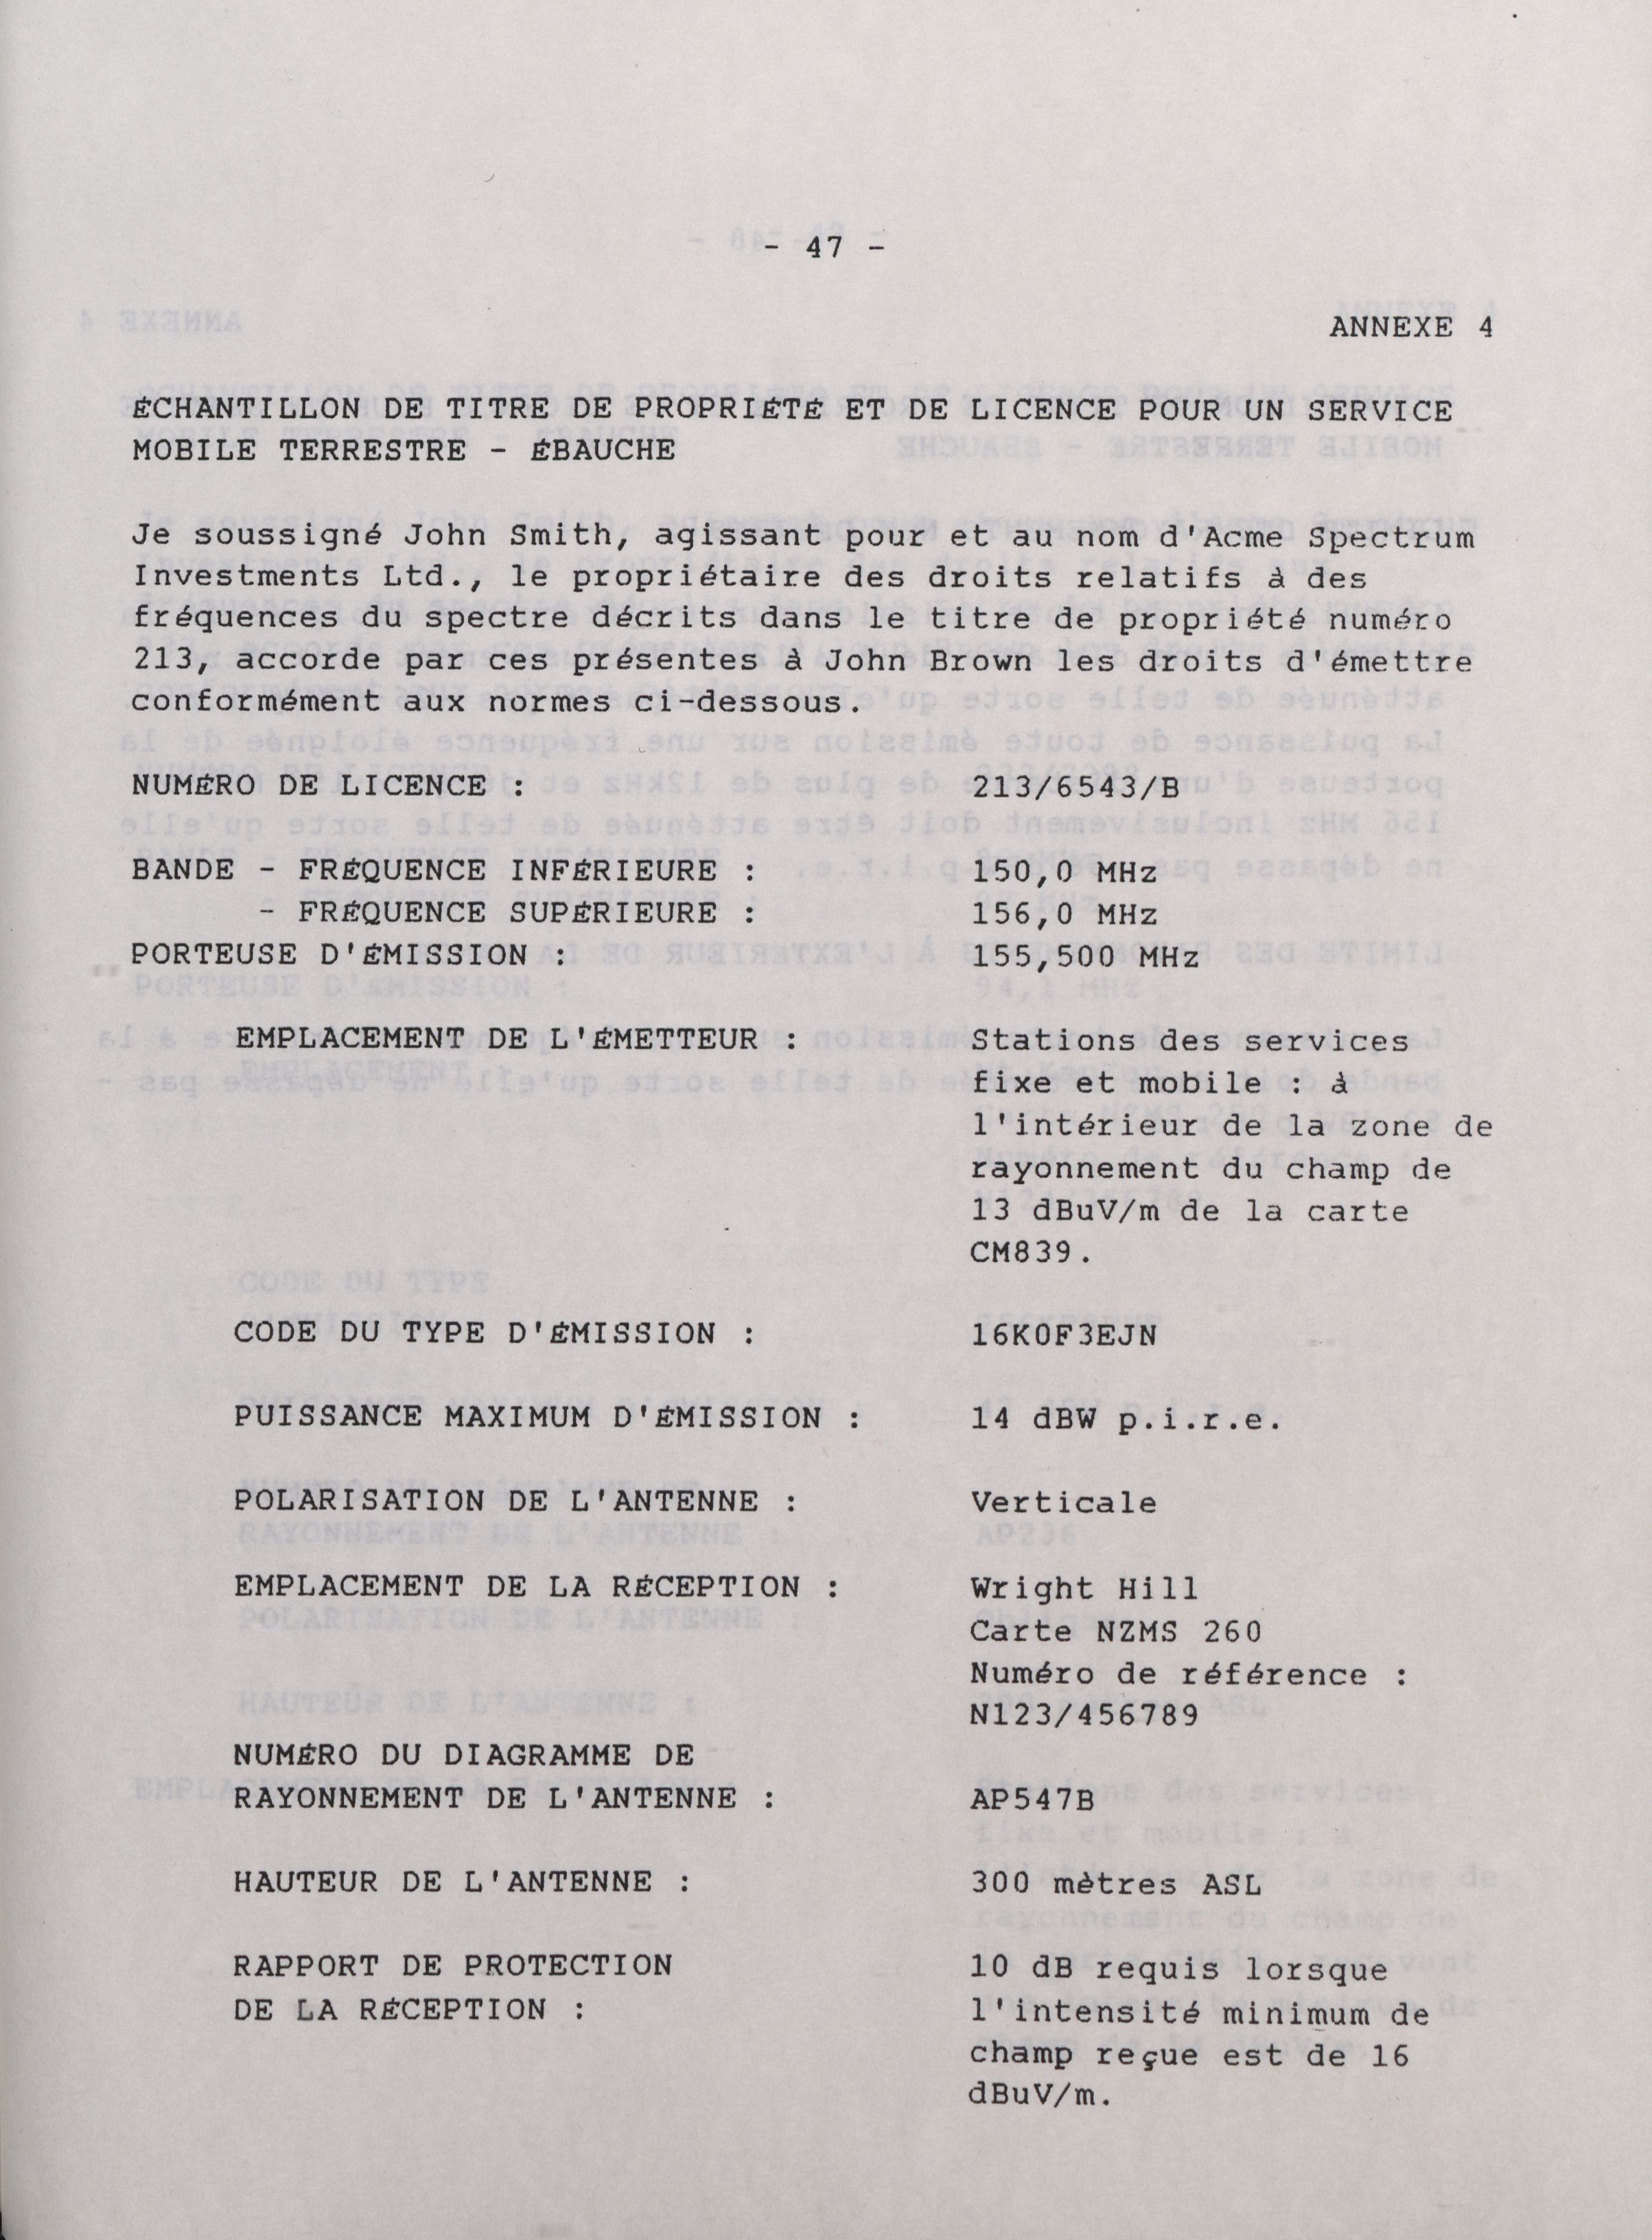 - 47 -
ANNEXE 4
ÉCHANTILLON DE TITRE DE PROPRIÉTÉ ET DE LICENCE POUR UN SERVICE
MOBILE TERRESTRE - ÉBAUCHE
Je soussigné John Smith, agissant pour et au nom d'Acme Spectrum
Investments Ltd., le propriétaire des droits relatifs à des
fréquences du spectre décrits dans le titre de propriété numéro
213, accorde par ces présentes à John Brown les droits d'émettre
conformément aux normes ci-dessous.
NUMÉRO DE LICENCE : 213/6543/B
BANDE - FRÉQUENCE INFÉRIEURE : 150,0 MHz
- FRÉQUENCE SUPÉRIEURE : 156,0 MHz
PORTEUSE D'ÉMISSION : 155,500 MHz
EMPLACEMENT DE L'ÉMETTEUR : Stations des services
fixe et mobile : à
l'intérieur de la zone de
rayonnement du champ de
13 dBuV/m de la carte
CM839.
CODE DU TYPE D'ÉMISSION : 16K0F3EJN
PUISSANCE MAXIMUM D'ÉMISSION : 14 dBW p.i.r.e.
POLARISATION DE L'ANTENNE : Verticale
EMPLACEMENT DE LA RÉCEPTION : Wright Hill
Carte NZMS 260
Numéro de référence :
N123/456789
NUMÉRO DU DIAGRAMME DE
RAYONNEMENT DE L'ANTENNE : AP547B
HAUTEUR DE L'ANTENNE : 300 mètres ASL
RAPPORT DE PROTECTION 10 dB requis lorsque
DE LA RÉCEPTION : l'intensité minimum de
champ reçue est de 16
dBuV/m.